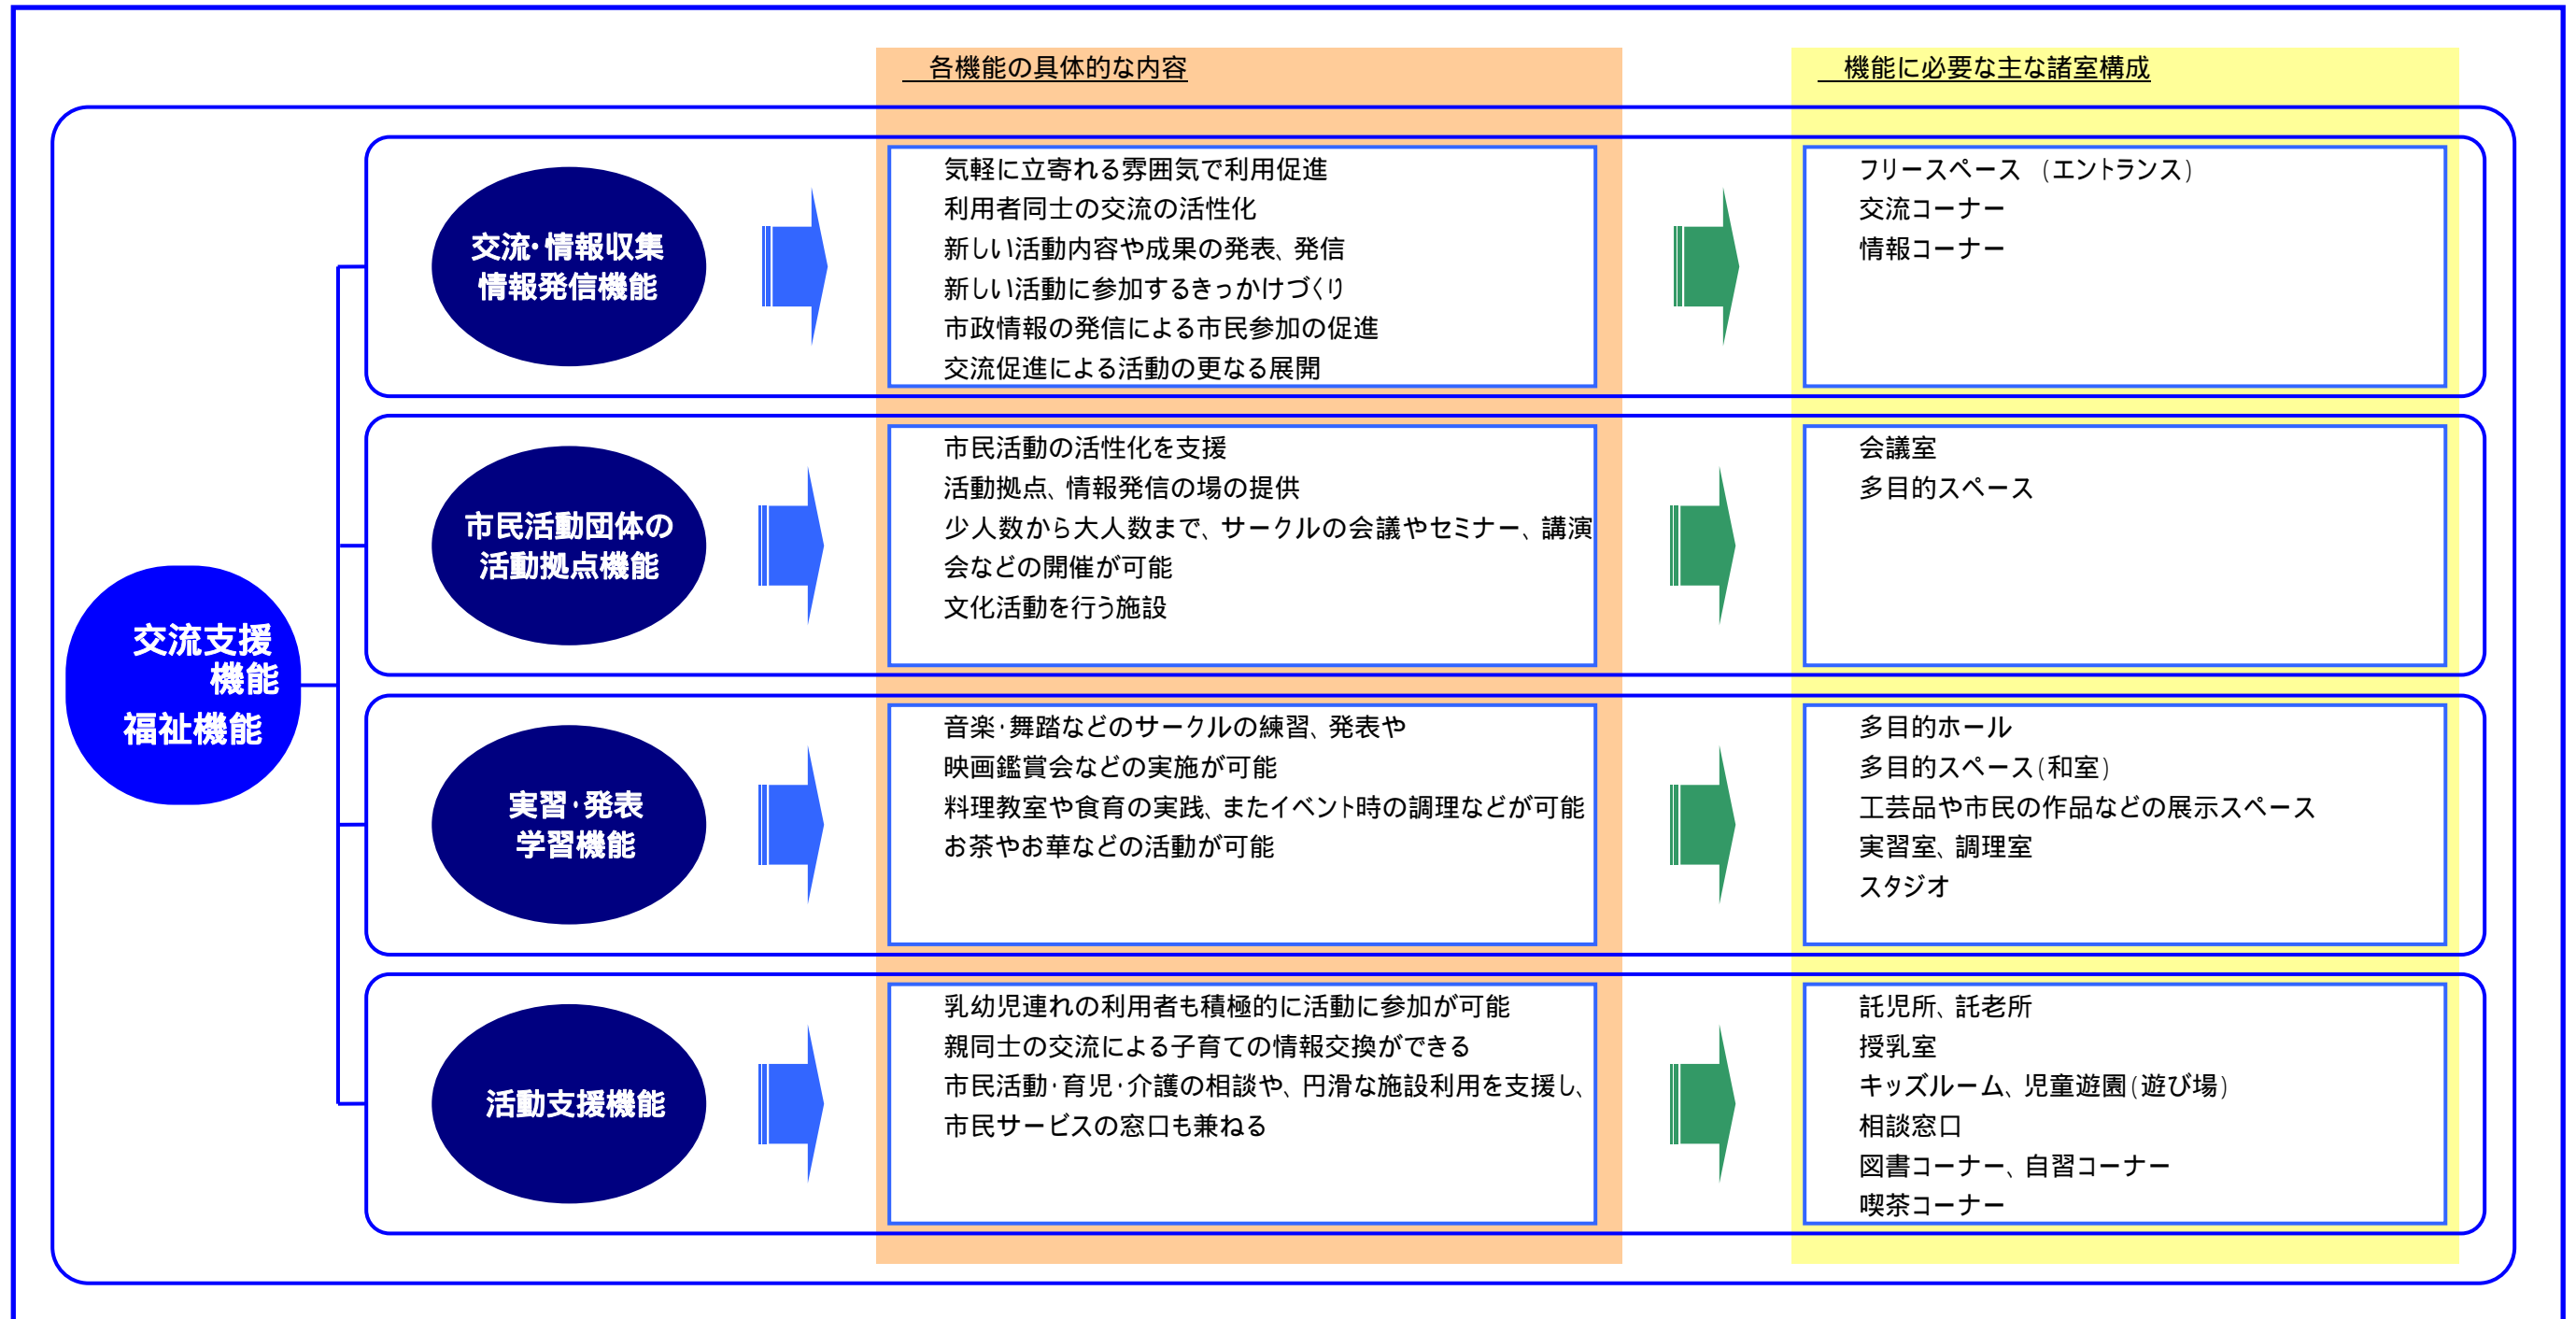 各機能の具体的な内容
機能に必要な主な諸室構成
交流支援
機能
福祉機能
交流・情報収集
情報発信機能
気軽に立寄れる雰囲気で利用促進
利用者同士の交流の活性化
新しい活動内容や成果の発表、発信
新しい活動に参加するきっかけづくり
市政情報の発信による市民参加の促進
交流促進による活動の更なる展開
フリースペース (エントランス)
交流コーナー
情報コーナー
市民活動団体の
活動拠点機能
市民活動の活性化を支援
活動拠点、情報発信の場の提供
少人数から大人数まで、サークルの会議やセミナー、講演
会などの開催が可能
文化活動を行う施設
会議室
多目的スペース
実習・発表
学習機能
音楽・舞踏などのサークルの練習、発表や
映画鑑賞会などの実施が可能
料理教室や食育の実践、またイベント時の調理などが可能
お茶やお華などの活動が可能
多目的ホール
多目的スペース(和室)
工芸品や市民の作品などの展示スペース
実習室、調理室
スタジオ
活動支援機能
乳幼児連れの利用者も積極的に活動に参加が可能
親同士の交流による子育ての情報交換ができる
市民活動・育児・介護の相談や、円滑な施設利用を支援し、
市民サービスの窓口も兼ねる
託児所、託老所
授乳室
キッズルーム、児童遊園(遊び場)
相談窓口
図書コーナー、自習コーナー
喫茶コーナー